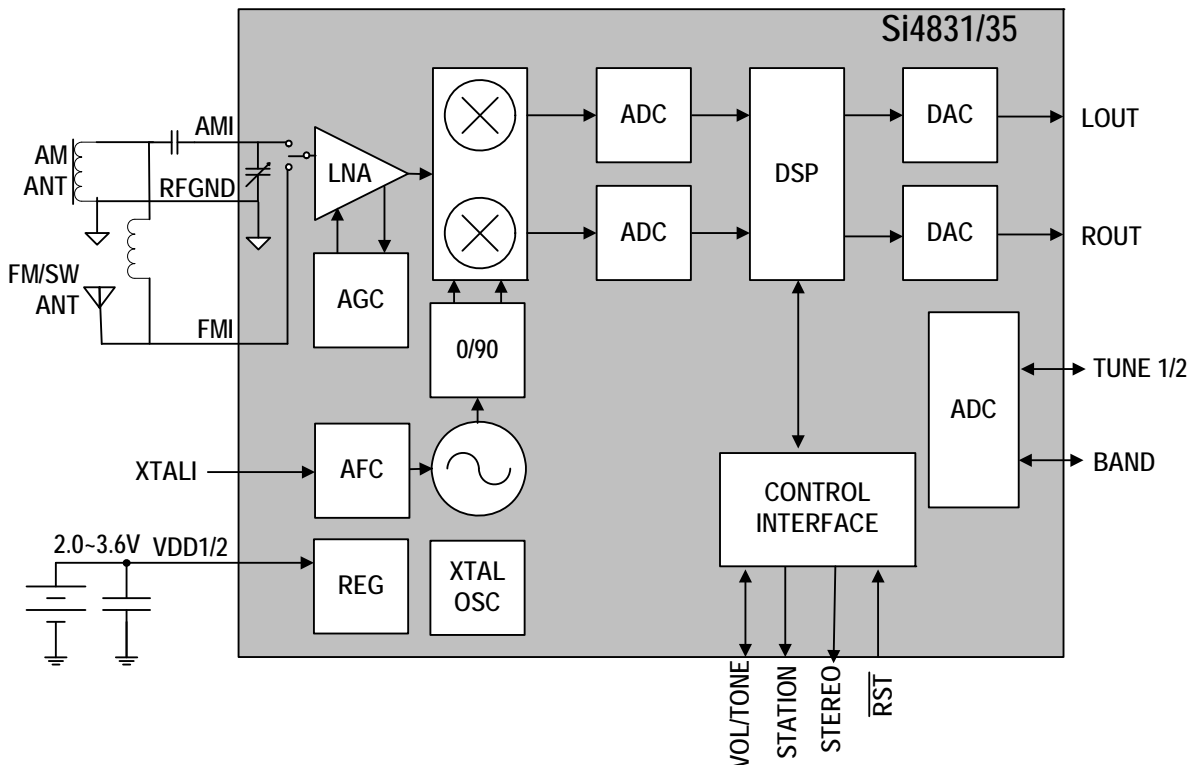 Si4831/35
AMI
AM
ANT
RFGND
FM/SW
ANT
FMI
LNA
AGC
0/90
ADC
ADC
DSP
DAC
DAC
LOUT
ROUT
ADC
TUNE 1/2
BAND
XTALI
AFC
CONTROL
INTERFACE
2.0~3.6V
VDD1/2
REG
XTAL
OSC
VOL/TONE
STATION
STEREO
RST